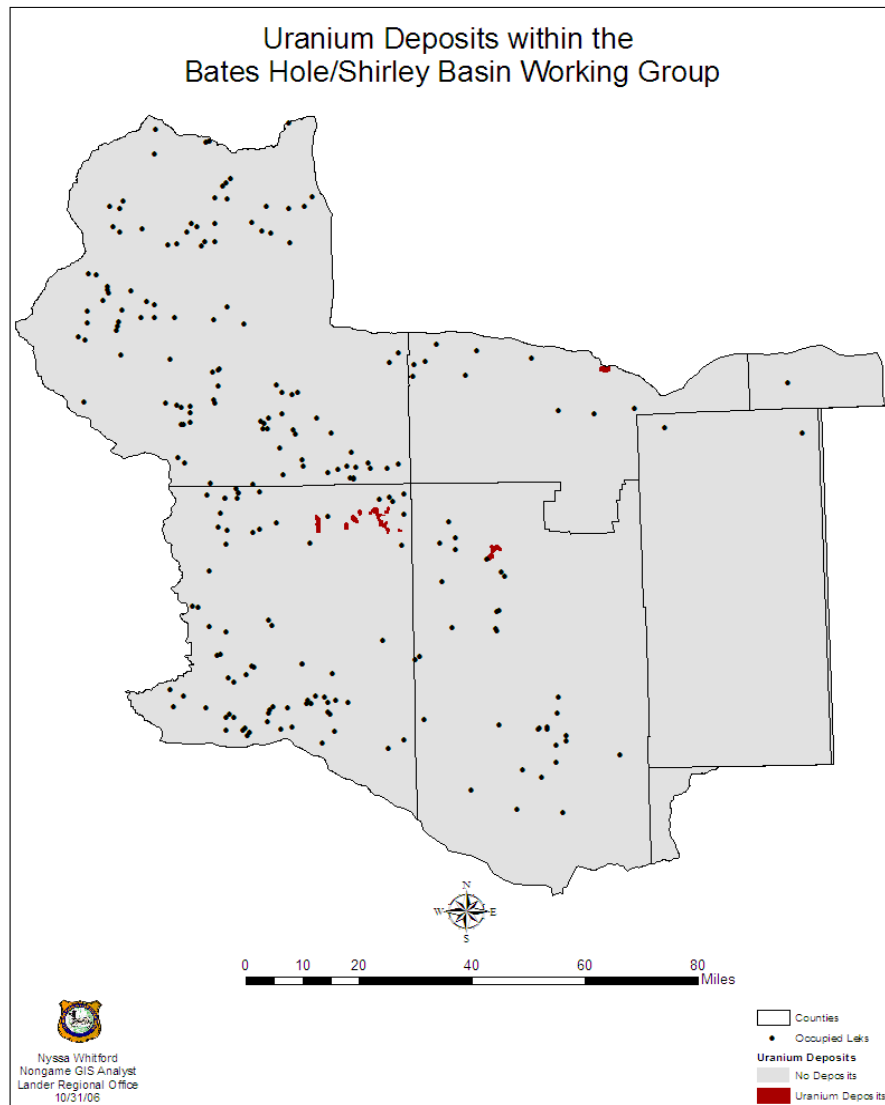 Uranium Deposits within the
Bates Hole/Shirley Basin Working Group
N
W E
S
0 10 20 40 60 80
Miles
Nyssa Whitford
Nongame GIS Analyst
Lander Regional Office
10/31/06
Counties
Occupied Leks
Uranium Deposits
No Deposits
Uranium Deposits